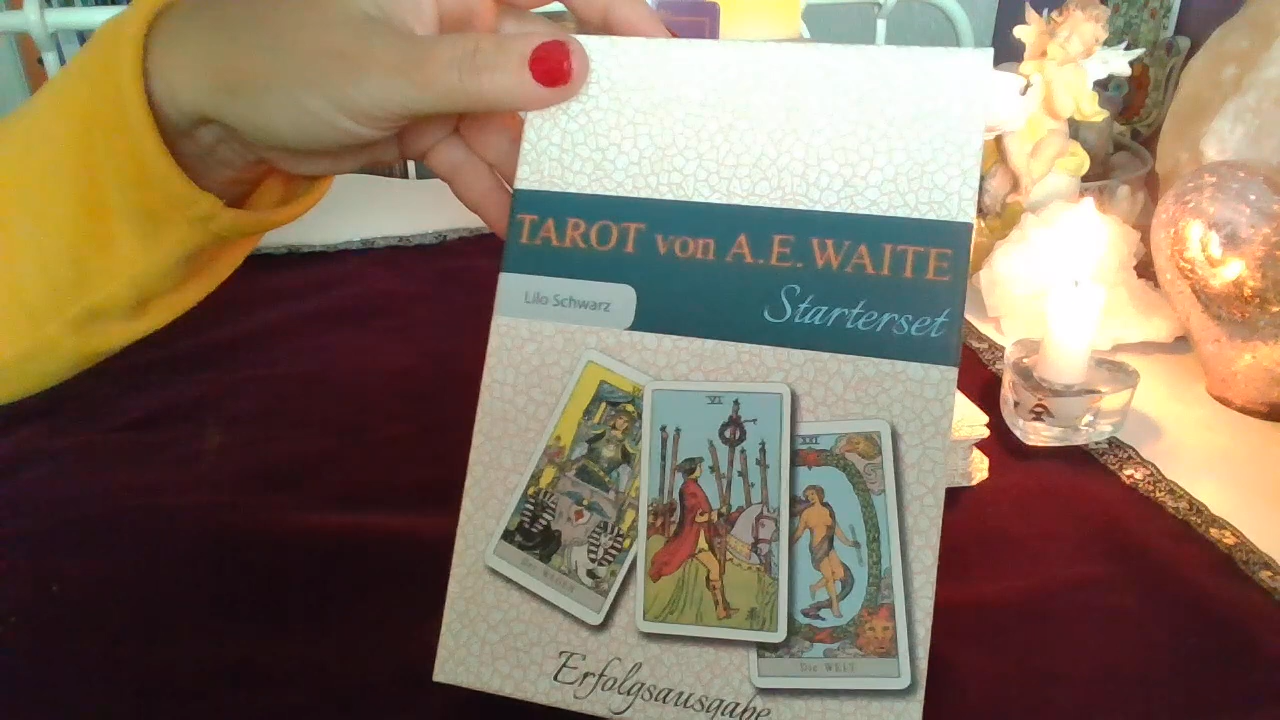 TAROT von A.E. WAITE
Starterset
Lilo Schwarz
VI
XXI
Die WELT
Erfolgsausgabe